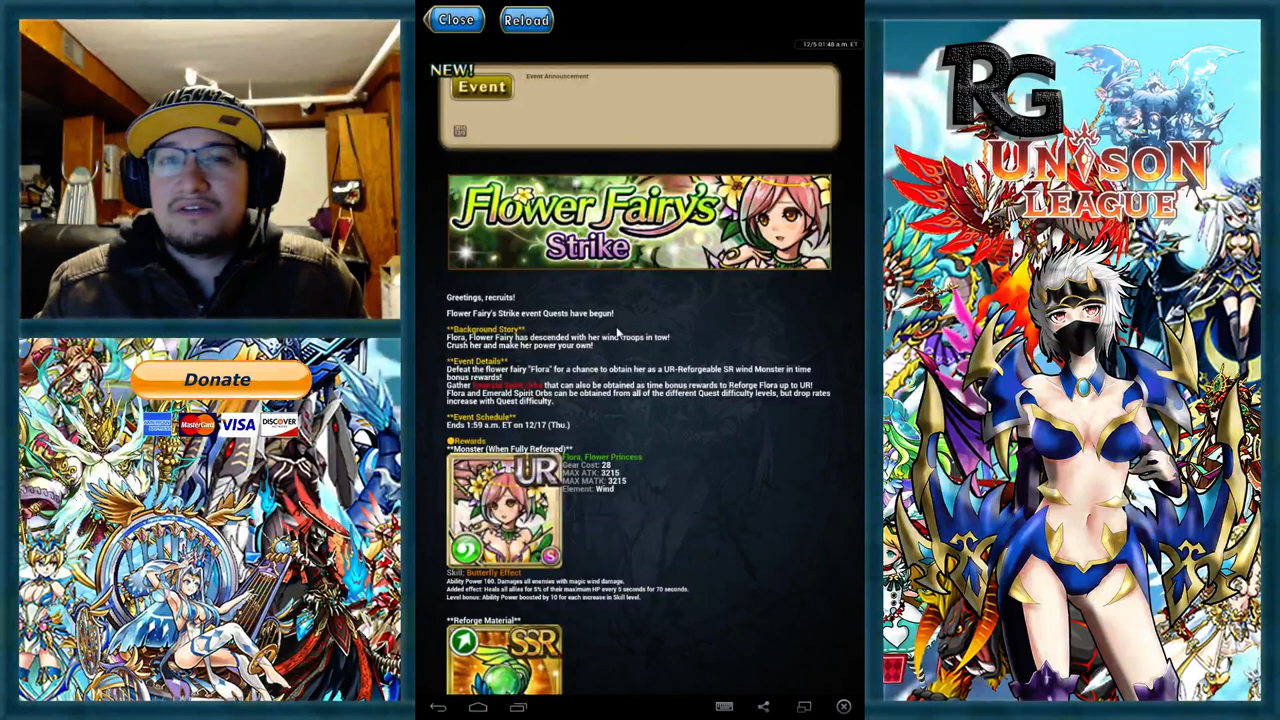 Close
Reload
12/5 01:48 a.m. ET
NEW!
Event
Event Announcement
Flower Fairy's
Strike
Greetings, recruits!
Flower Fairy's Strike event Quests have begun!
**Background Story**
Flora, Flower Fairy has descended with her wind troops in tow!
Crush her and make her power your own!
**Event Details**
Defeat the flower fairy "Flora" for a chance to obtain her as a UR-Reforgeable SR wind Monster in time
bonus rewards!
Gather Emerald Spirit Orbs that can also be obtained as time bonus rewards to Reforge Flora up to UR!
Flora and Emerald Spirit Orbs can be obtained from all of the different Quest difficulty levels, but drop rates
increase with Quest difficulty.
**Event Schedule**
Ends 1:59 a.m. ET on 12/17 (Thu.)
Rewards
**Monster (When Fully Reforged)**
UR
S
Flora, Flower Princess
Gear Cost: 28
MAX ATK: 3215
MAX MATK: 3215
Element: Wind
Skill: Butterfly Effect
Ability Power 160. Damages all enemies with magic wind damage.
Added effect: Heals all allies for 5% of their maximum HP every 5 seconds for 70 seconds.
Level bonus: Ability Power boosted by 10 for each increase in Skill level.
**Reforge Material**
SSR
Donate
AMERICAN EXPRESS
MasterCard
VISA
DISCOVER
RG
UNISON
LEAGUE